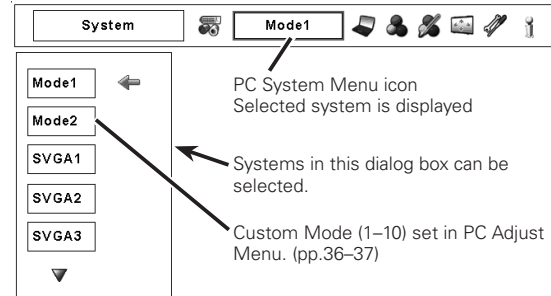 System
Mode1
Mode1
Mode2
SVGA1
SVGA2
SVGA3
PC System Menu icon
Selected system is displayed
Systems in this dialog box can be
selected.
Custom Mode (1–10) set in PC Adjust
Menu. (pp.36–37)